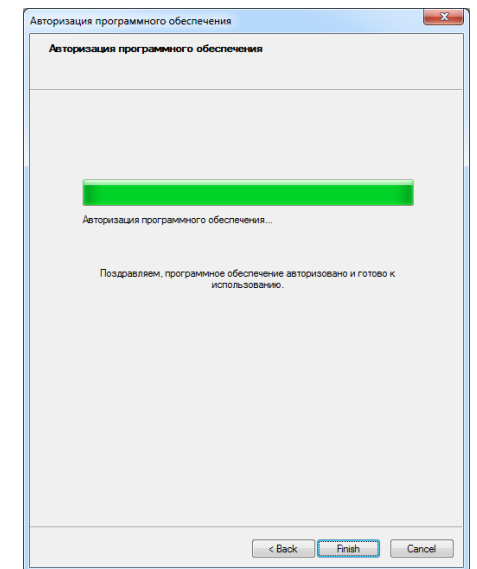 Авторизация программного обеспечения
X
Авторизация программного обеспечения
Авторизация программного обеспечения...
Поздравляем, программное обеспечение авторизовано и готово к
использованию.
< Back
Finish
Cancel